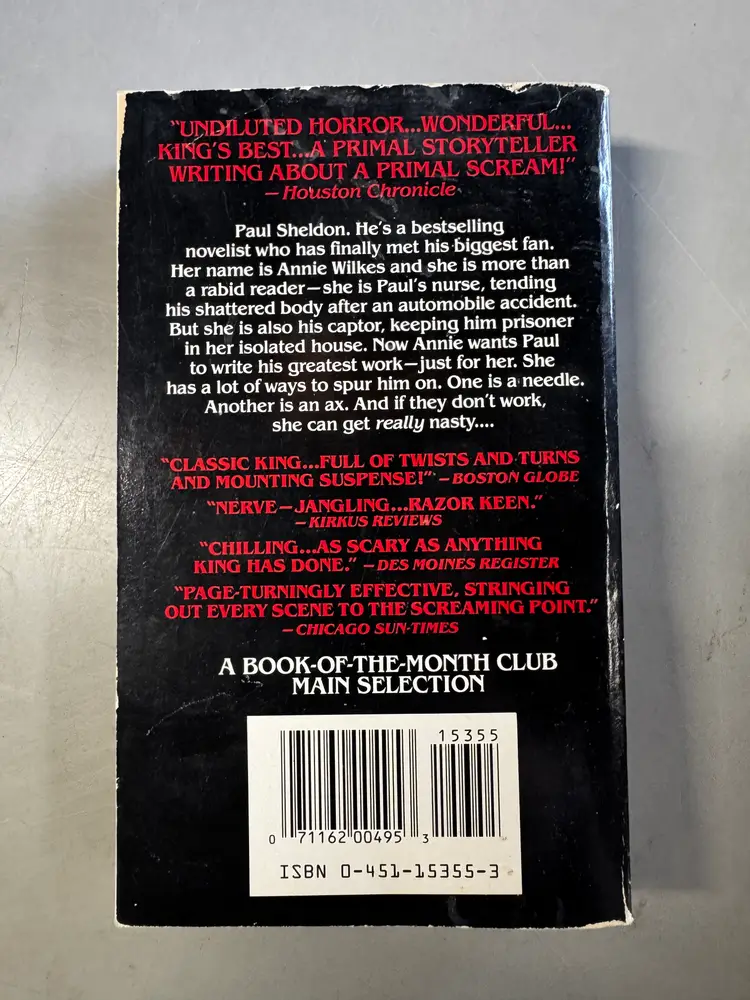 "UNDILUTED HORROR...WONDERFUL...
KING'S BEST...A PRIMAL STORYTELLER
WRITING ABOUT A PRIMAL SCREAM!"
—Houston Chronicle
Paul Sheldon. He's a bestselling
novelist who has finally met his biggest fan.
Her name is Annie Wilkes and she is more than
a rabid reader—she is Paul's nurse, tending
his shattered body after an automobile accident.
But she is also his captor, keeping him prisoner
in her isolated house. Now Annie wants Paul
to write his greatest work—just for her. She
has a lot of ways to spur him on. One is a needle.
Another is an ax. And if they don't work,
she can get really nasty....
"CLASSIC KING...FULL OF TWISTS AND TURNS
AND MOUNTING SUSPENSE!" —BOSTON GLOBE
"NERVE—JANGLING...RAZOR KEEN."
—KIRKUS REVIEWS
"CHILLING...AS SCARY AS ANYTHING
KING HAS DONE." —DES MOINES REGISTER
"PAGE-TURNINGLY EFFECTIVE, STRINGING
OUT EVERY SCENE TO THE SCREAMING POINT."
—CHICAGO SUN-TIMES
A BOOK-OF-THE-MONTH CLUB
MAIN SELECTION
15355
0 71162 00495 3
ISBN 0-451-15355-3